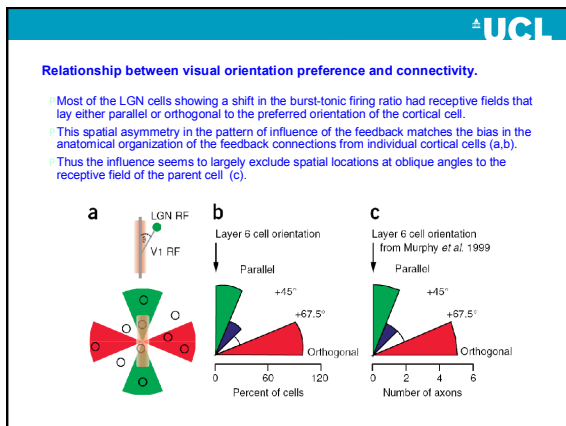 UCL
Relationship between visual orientation preference and connectivity.
Most of the LGN cells showing a shift in the burst-tonic firing ratio had receptive fields that
lay either parallel or orthogonal to the preferred orientation of the cortical cell.
This spatial asymmetry in the pattern of influence of the feedback matches the bias in the
anatomical organization of the feedback connections from individual cortical cells (a,b).
Thus the influence seems to largely exclude spatial locations at oblique angles to the
receptive field of the parent cell (c).
a
LGN RF
θ
V1 RF
b
Layer 6 cell orientation
Parallel
+45°
+67.5°
Orthogonal
0 60 120
Percent of cells
c
Layer 6 cell orientation
from Murphy et al. 1999
Parallel
+45°
+67.5°
Orthogonal
0 2 4 6
Number of axons